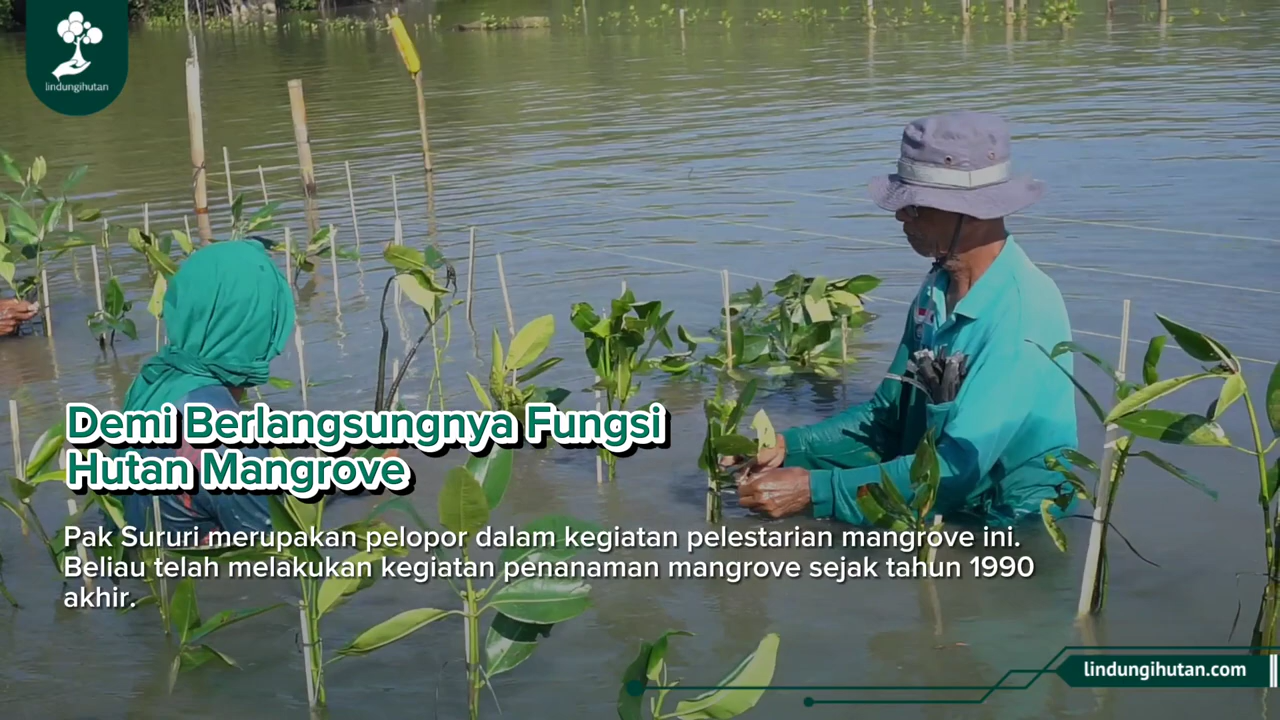 lindungihutan
Demi Berlangsungnya Fungsi
Hutan Mangrove
Pak Sururi merupakan pelopor dalam kegiatan pelestarian mangrove ini.
Beliau telah melakukan kegiatan penanaman mangrove sejak tahun 1990
akhir.
lindungihutan.com